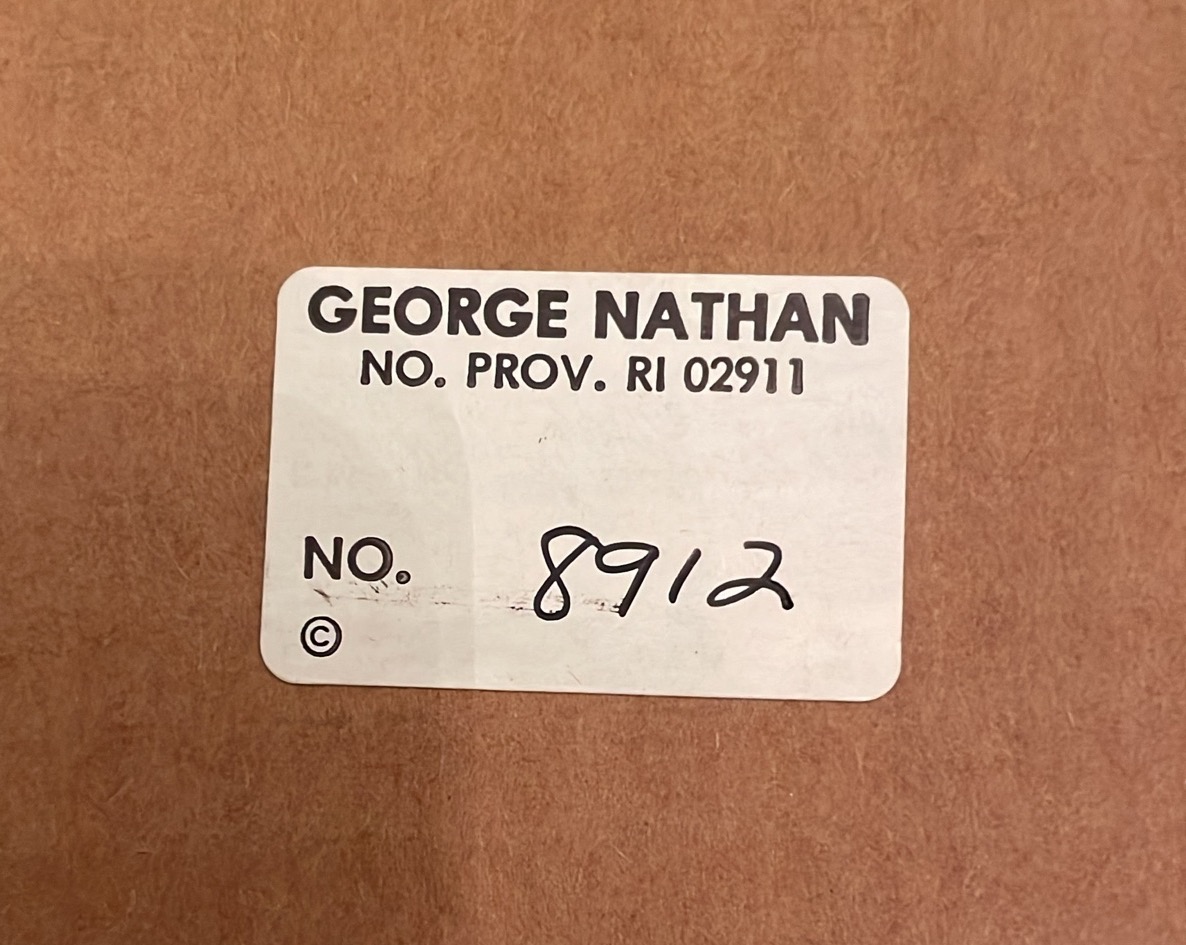 GEORGE NATHAN
NO. PROV. RI 02911
NO. 8912
©